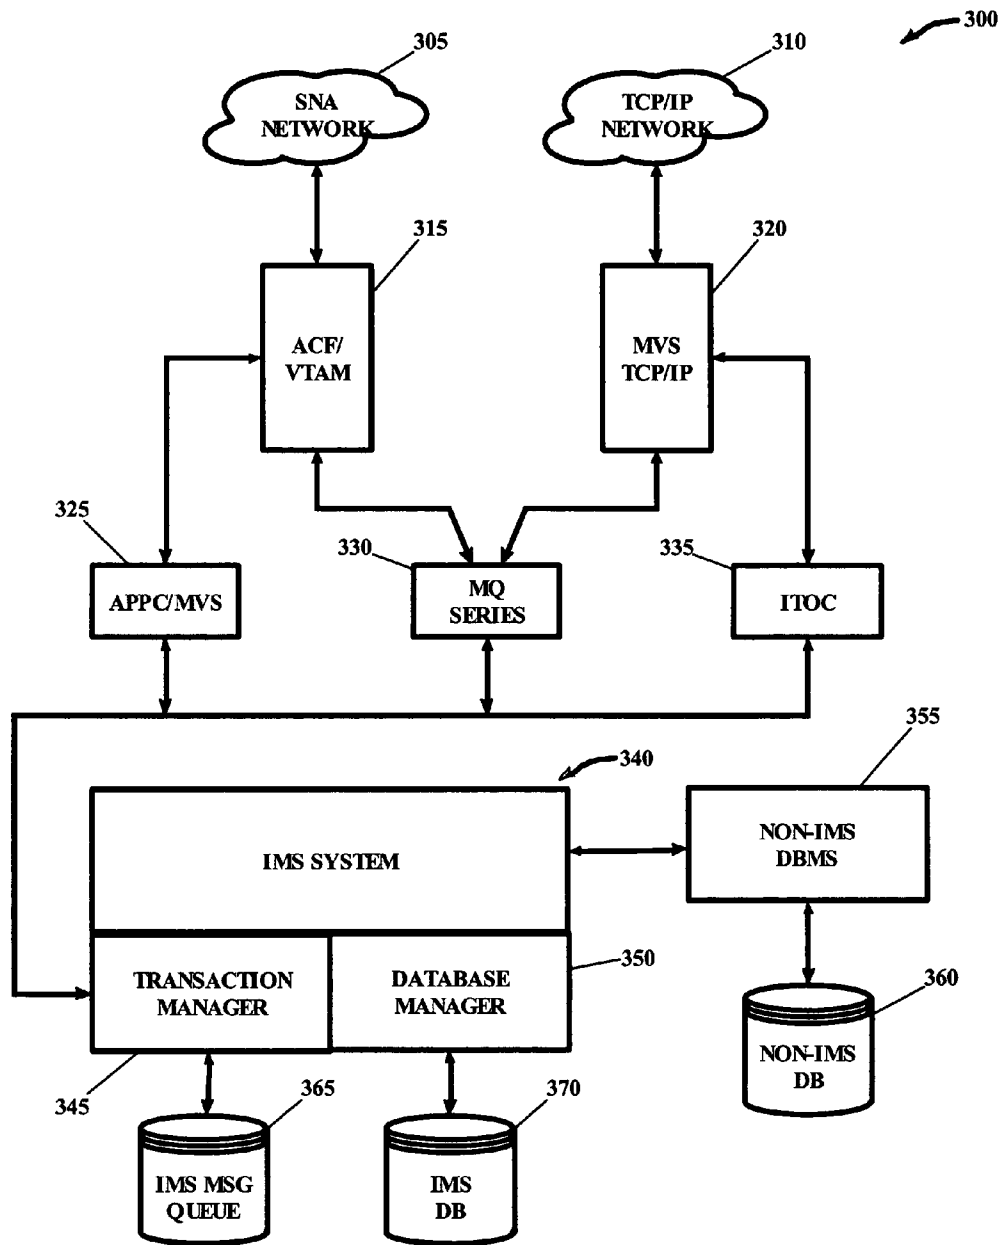 300
305
310
SNA
NETWORK
TCP/IP
NETWORK
315
320
ACF/
VTAM
MVS
TCP/IP
325
330
335
APPC/MVS
MQ
SERIES
ITOC
340
355
IMS SYSTEM
NON-IMS
DBMS
TRANSACTION
MANAGER
DATABASE
MANAGER
350
360
NON-IMS
DB
345
365
370
IMS MSG
QUEUE
IMS
DB